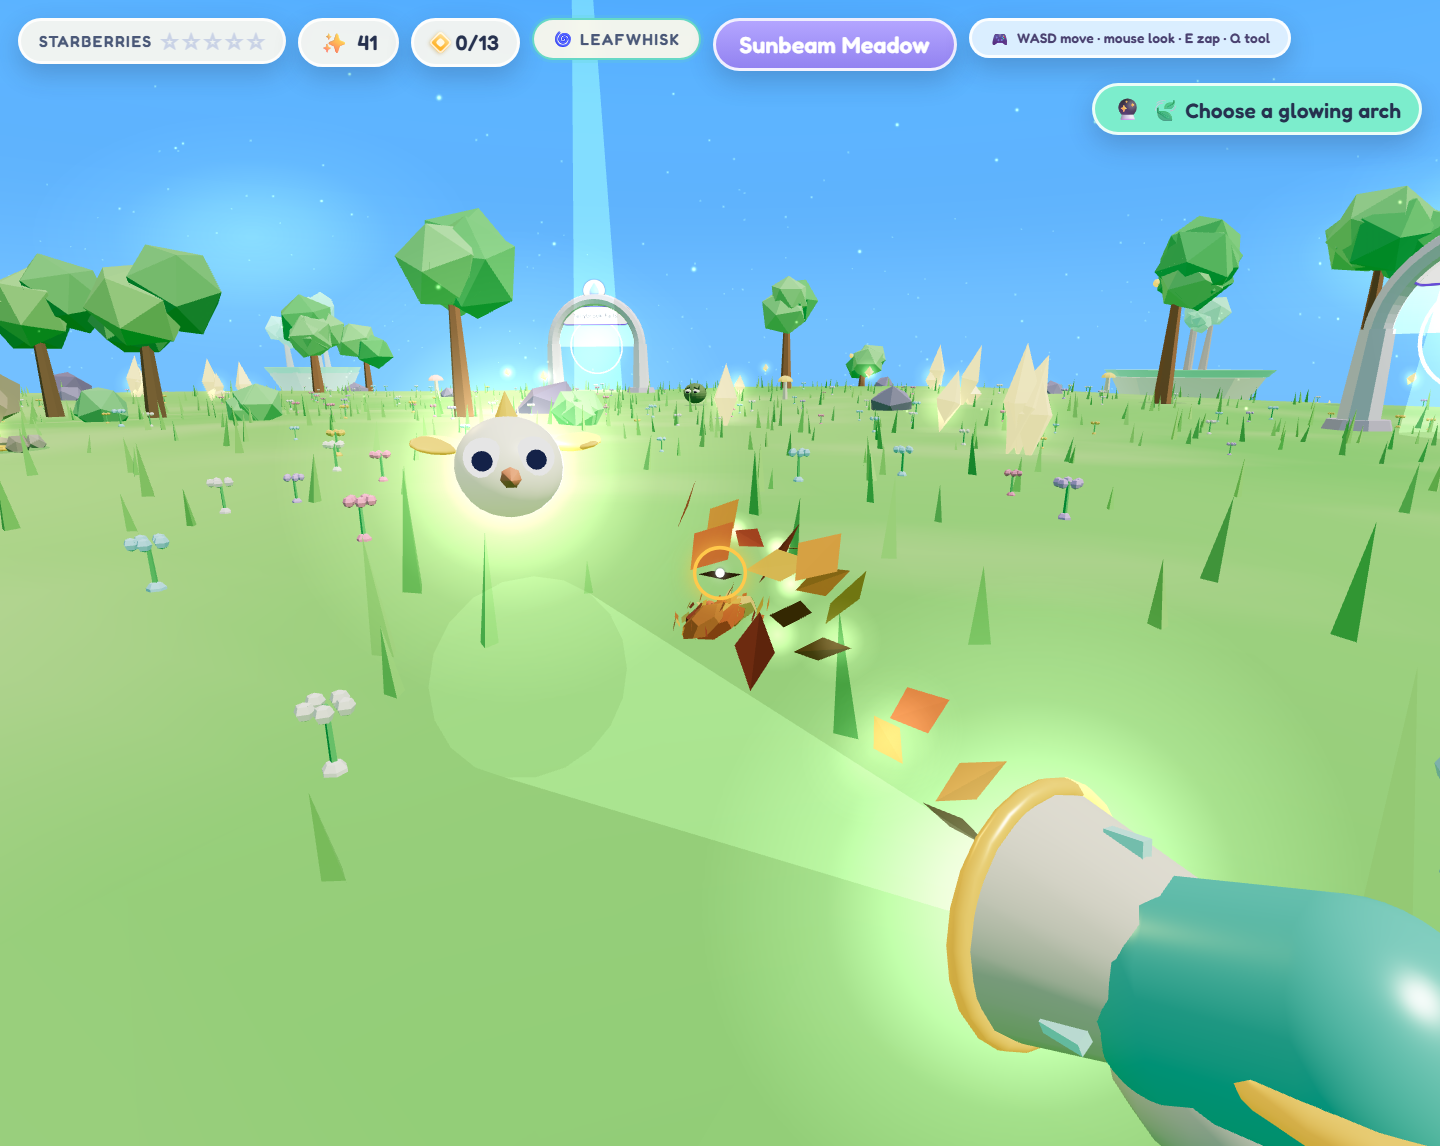 STARBERRIES ☆☆☆☆☆
41
0/13
LEAFWHISK
Sunbeam Meadow
WASD move · mouse look · E zap · Q tool
Choose a glowing arch